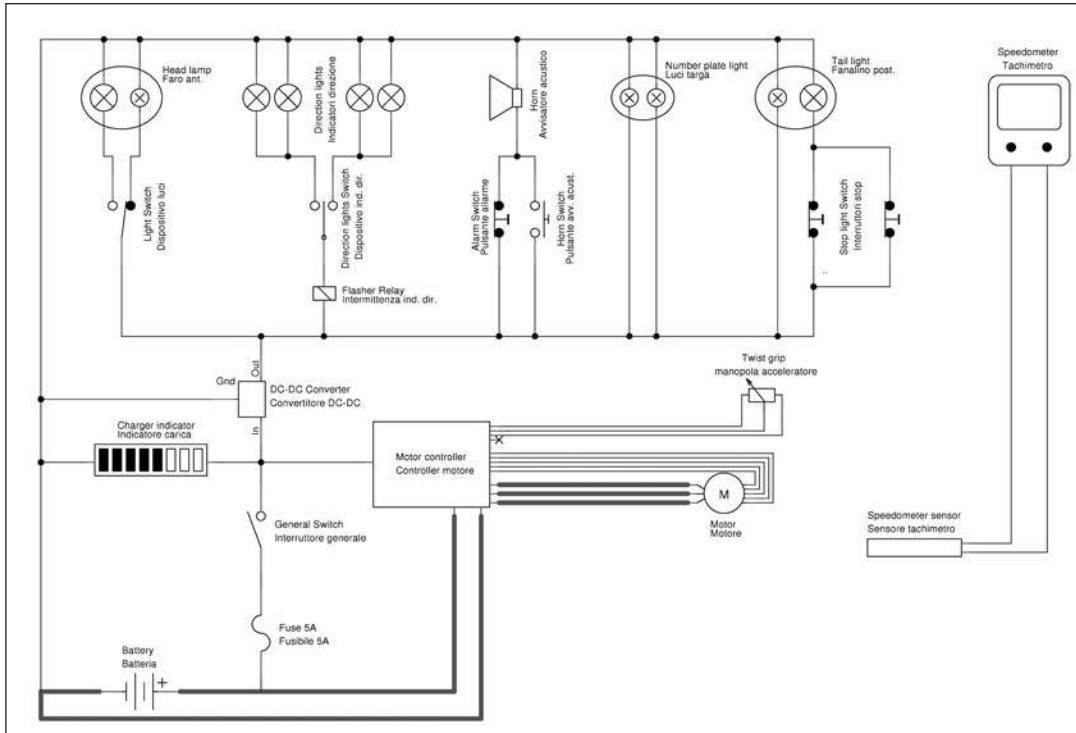 Head lamp
Faro ant.
Direction lights
Indicatori direzione
Horn
Avvisatore acustico
Number plate light
Luci targa
Tail light
Fanalino post.
Speedometer
Tachimetro
Light Switch
Dispositivo luci
Direction lights Switch
Dispositivo ind. dir.
Alarm Switch
Pulsante allarme
Horn Switch
Pulsante avv. acust.
Stop light Switch
Interruttori stop
Flasher Relay
Intermittenza ind. dir.
Out
Gnd
DC-DC Converter
Convertitore DC-DC
In
Twist grip
manopola acceleratore
Charger indicator
Indicatore carica
Motor controller
Controller motore
M
Motor
Motore
General Switch
Interruttore generale
Speedometer sensor
Sensore tachimetro
Fuse 5A
Fusibile 5A
Battery
Batteria
+